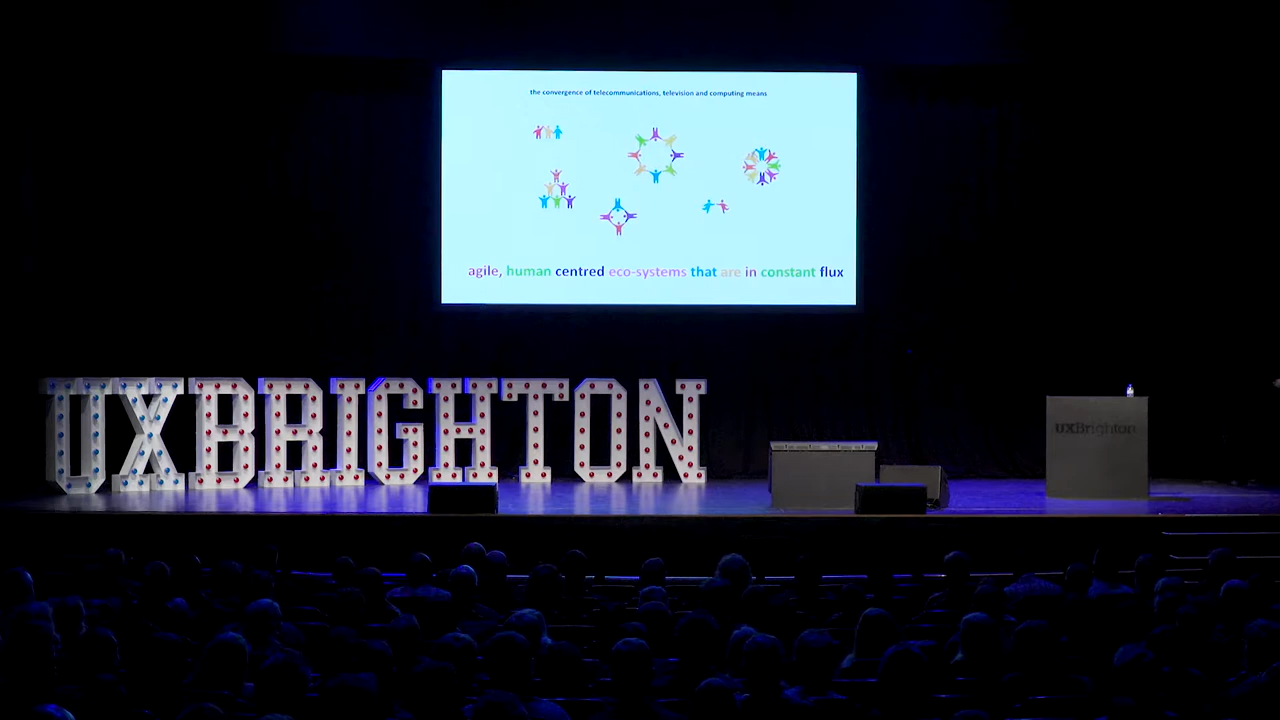 the convergence of telecommunications, television and computing means
agile, human centred eco-systems that are in constant flux
UXBRIGHTON
uxBrighton